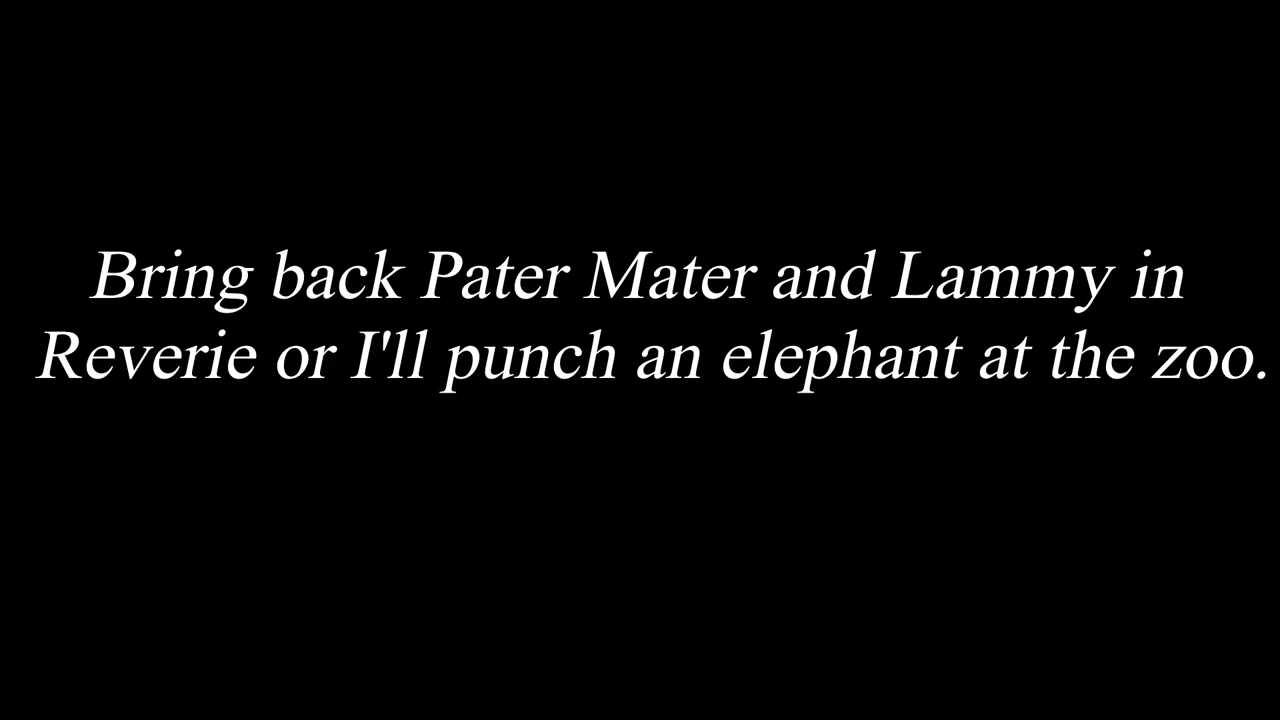 Bring back Pater Mater and Lammy in
Reverie or I'll punch an elephant at the zoo.